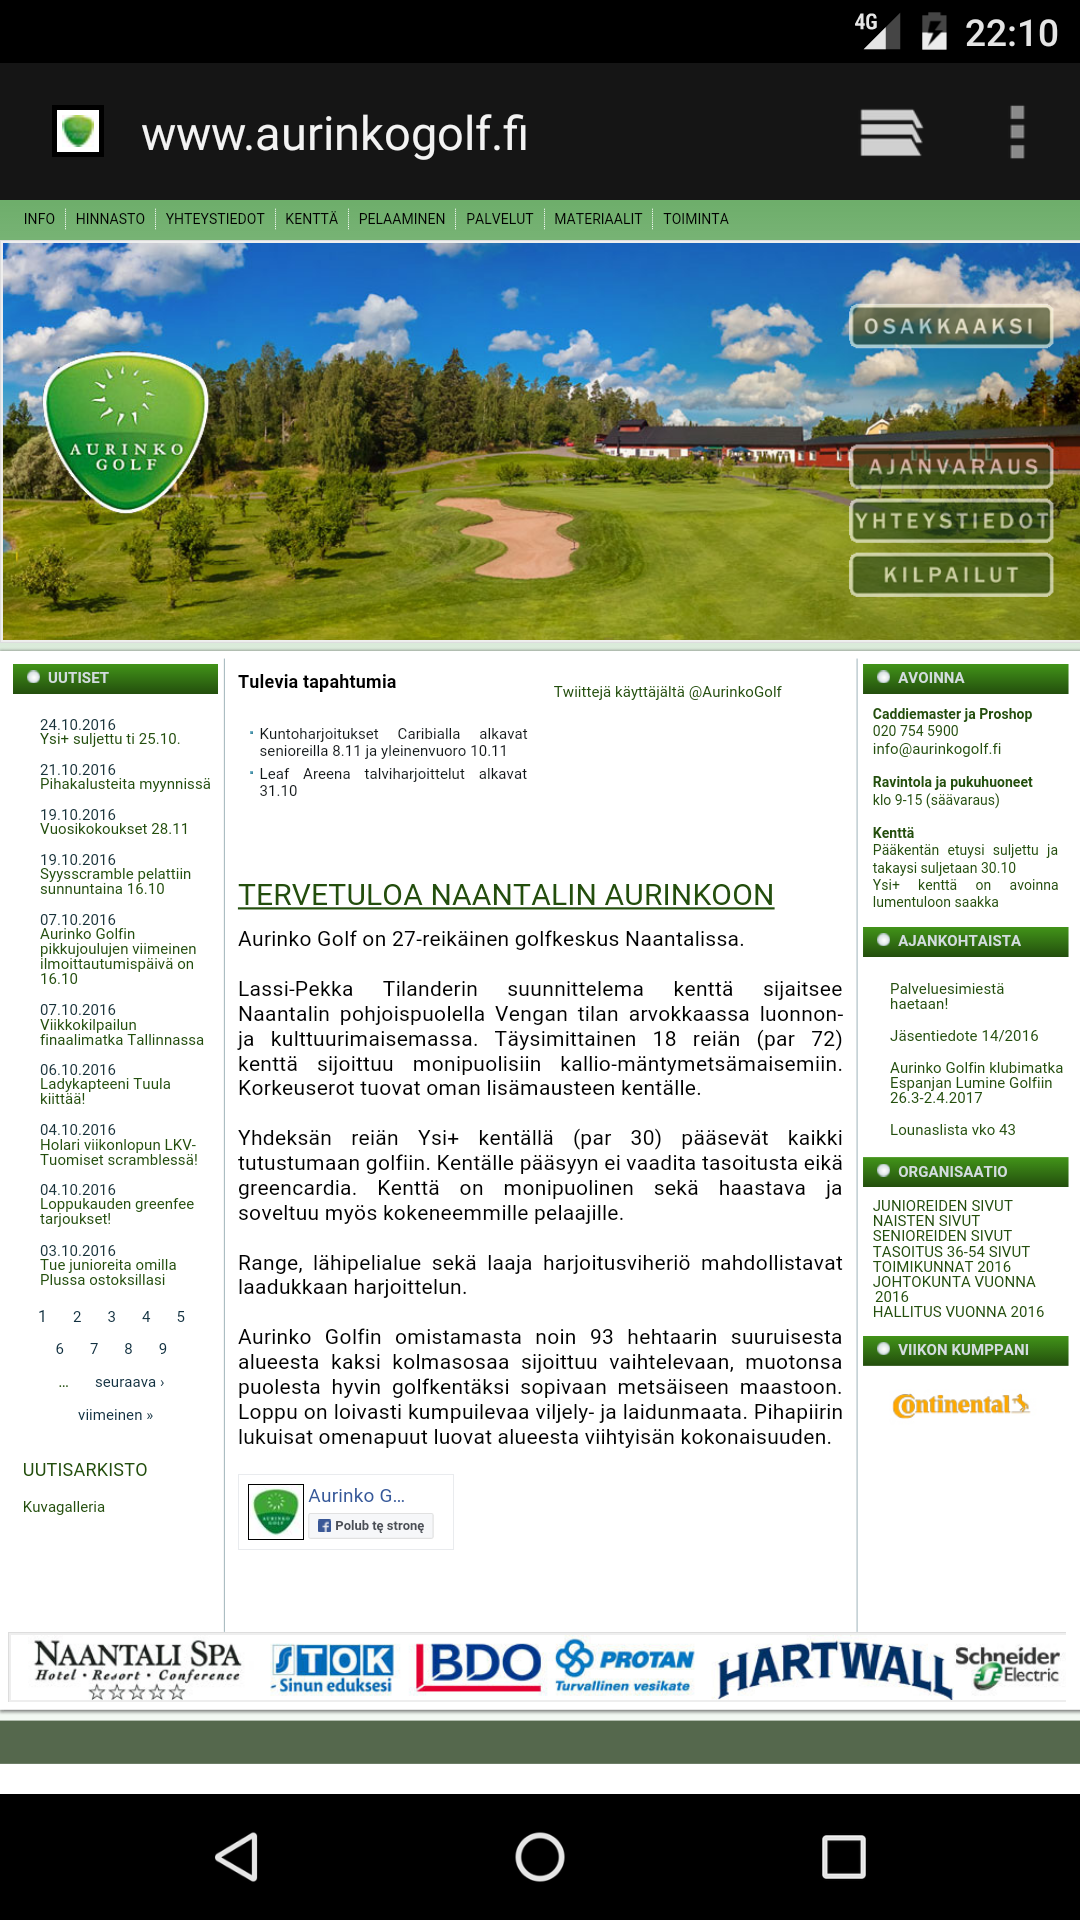 4G 22:10
www.aurinkogolf.fi
INFO HINNASTO YHTEYSTIEDOT KENTTÄ PELAAMINEN PALVELUT MATERIAALIT TOIMINTA
AURINKO
GOLF
OSAKKAAKSI
AJANVARAUS
YHTEYSTIEDOT
KILPAILUT
UUTISET
24.10.2016
Ysi+ suljettu ti 25.10.
21.10.2016
Pihakalusteita myynnissä
19.10.2016
Vuosikokoukset 28.11
19.10.2016
Syysscramble pelattiin
sunnuntaina 16.10
07.10.2016
Aurinko Golfin
pikkujoulujen viimeinen
ilmoittautumispäivä on
16.10
07.10.2016
Viikkokilpailun
finaalimatka Tallinnassa
06.10.2016
Ladykapteeni Tuula
kiittää!
04.10.2016
Holari viikonlopun LKV-
Tuomiset scramblessä!
04.10.2016
Loppukauden greenfee
tarjoukset!
03.10.2016
Tue junioreita omilla
Plussa ostoksillasi
1 2 3 4 5
6 7 8 9
… seuraava ›
viimeinen »
UUTISARKISTO
Kuvagalleria
Tulevia tapahtumia
Kuntoharjoitukset Caribialla alkavat
senioreilla 8.11 ja yleinenvuoro 10.11
Leaf Areena talviharjoittelut alkavat
31.10
Twiittejä käyttäjältä @AurinkoGolf
TERVETULOA NAANTALIN AURINKOON
Aurinko Golf on 27-reikäinen golfkeskus Naantalissa.
Lassi-Pekka Tilanderin suunnittelema kenttä sijaitsee
Naantalin pohjoispuolella Vengan tilan arvokkaassa luonnon-
ja kulttuurimaisemassa. Täysimittainen 18 reiän (par 72)
kenttä sijoittuu monipuolisiin kallio-mäntymetsämaisemiin.
Korkeuserot tuovat oman lisämausteen kentälle.
Yhdeksän reiän Ysi+ kentällä (par 30) pääsevät kaikki
tutustumaan golfiin. Kentälle pääsyyn ei vaadita tasoitusta eikä
greencardia. Kenttä on monipuolinen sekä haastava ja
soveltuu myös kokeneemmille pelaajille.
Range, lähipelialue sekä laaja harjoitusviheriö mahdollistavat
laadukkaan harjoittelun.
Aurinko Golfin omistamasta noin 93 hehtaarin suuruisesta
alueesta kaksi kolmasosaa sijoittuu vaihtelevaan, muotonsa
puolesta hyvin golfkentäksi sopivaan metsäiseen maastoon.
Loppu on loivasti kumpuilevaa viljely- ja laidunmaata. Pihapiirin
lukuisat omenapuut luovat alueesta viihtyisän kokonaisuuden.
AURINKO
GOLF
Aurinko G...
Polub tę stronę
AVOINNA
Caddiemaster ja Proshop
020 754 5900
info@aurinkogolf.fi
Ravintola ja pukuhuoneet
klo 9-15 (säävaraus)
Kenttä
Pääkentän etuysi suljettu ja
takaysi suljetaan 30.10
Ysi+ kenttä on avoinna
lumentuloon saakka
AJANKOHTAISTA
Palveluesimiestä
haetaan!
Jäsentiedote 14/2016
Aurinko Golfin klubimatka
Espanjan Lumine Golfiin
26.3-2.4.2017
Lounaslista vko 43
ORGANISAATIO
JUNIOREIDEN SIVUT
NAISTEN SIVUT
SENIOREIDEN SIVUT
TASOITUS 36-54 SIVUT
TOIMIKUNNAT 2016
JOHTOKUNTA VUONNA
2016
HALLITUS VUONNA 2016
VIIKON KUMPPANI
Continental
NAANTALI SPA
Hotel • Resort • Conference
STOK
- Sinun eduksesi
BDO
PROTAN
Turvallinen vesikate
HARTWALL
Schneider
Electric